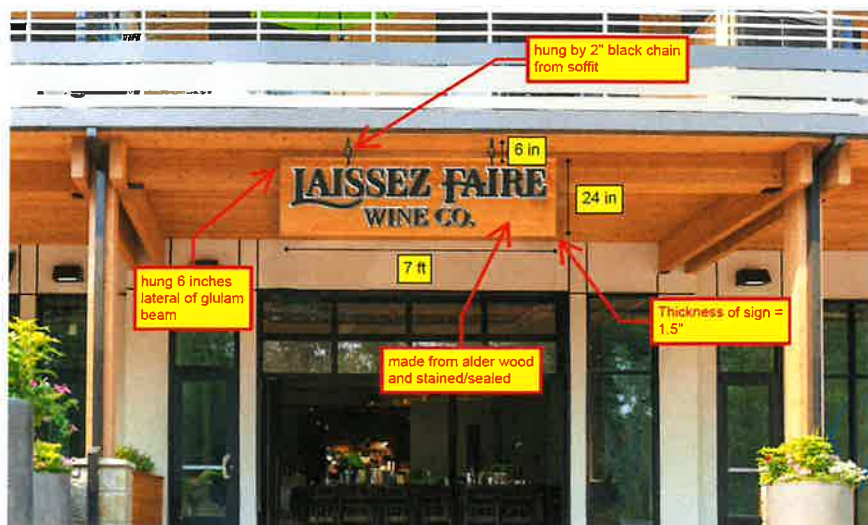 hung by 2" black chain
from soffit
6 in
LAISSEZ FAIRE
WINE CO.
24 in
7 ft
hung 6 inches
lateral of glulam
beam
Thickness of sign =
1.5"
made from alder wood
and stained/sealed